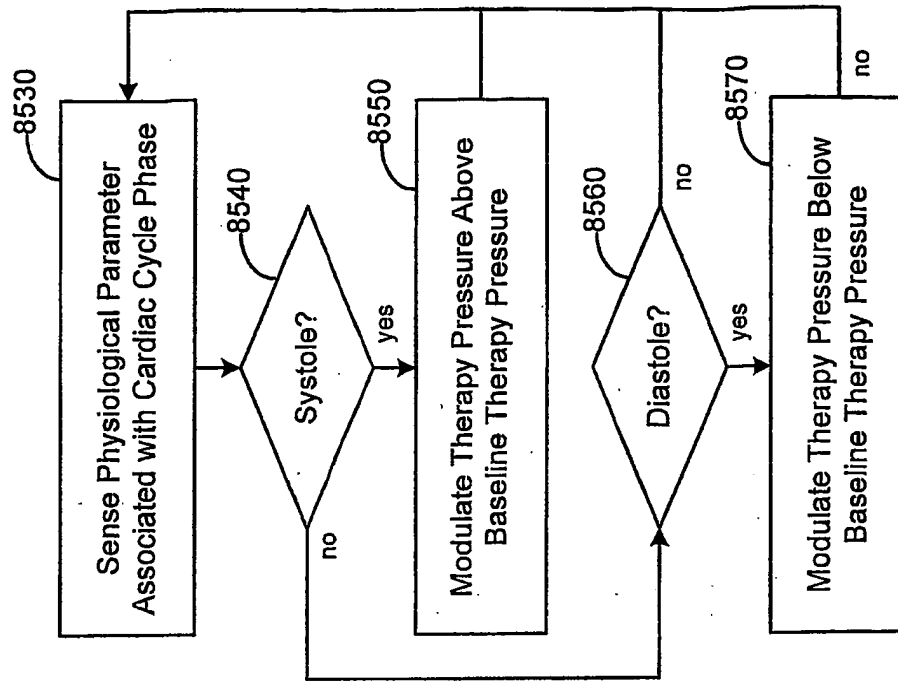 8530
Sense Physiological Parameter
Associated with Cardiac Cycle Phase
8540
Systole?
no
yes
8550
Modulate Therapy Pressure Above
Baseline Therapy Pressure
8560
Diastole?
no
yes
8570
Modulate Therapy Pressure Below
Baseline Therapy Pressure
no